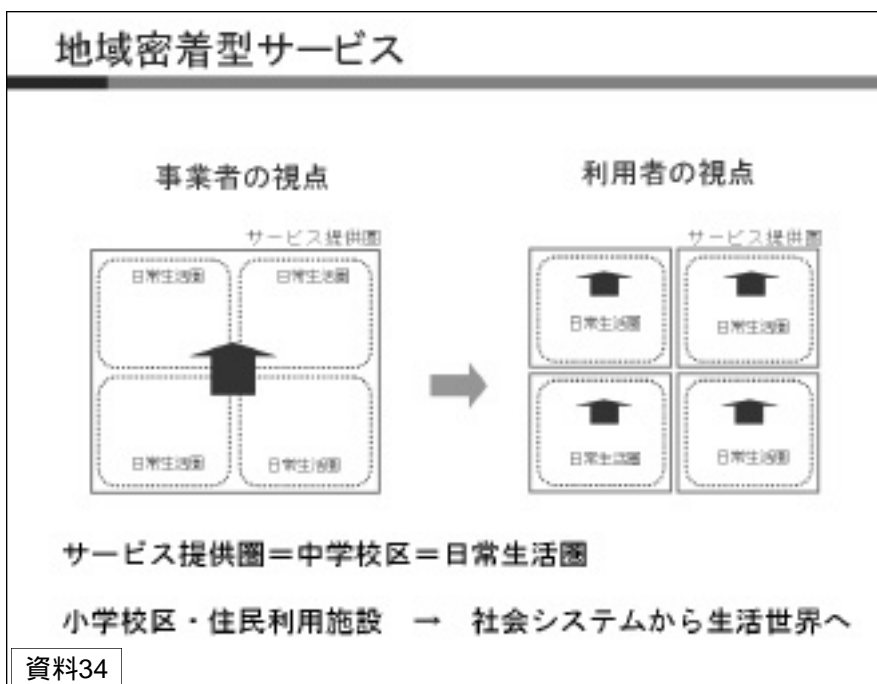 地域密着型サービス
事業者の視点
利用者の視点
サービス提供圏
日常生活圏
日常生活圏
日常生活圏
日常生活圏
サービス提供圏
日常生活圏
日常生活圏
日常生活圏
日常生活圏
サービス提供圏＝中学校区＝日常生活圏
小学校区・住民利用施設　→　社会システムから生活世界へ
資料34